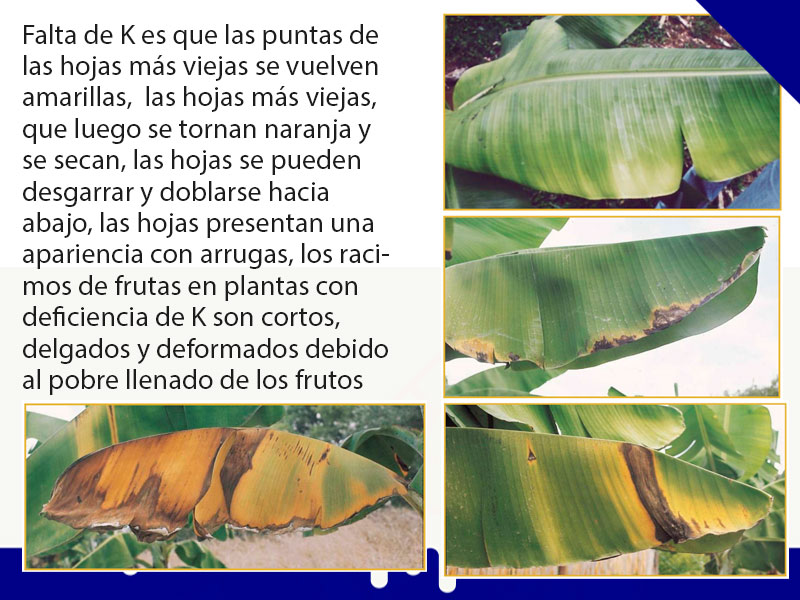 Falta de K es que las puntas de
las hojas más viejas se vuelven
amarillas,  las hojas más viejas,
que luego se tornan naranja y
se secan, las hojas se pueden
desgarrar y doblarse hacia
abajo, las hojas presentan una
apariencia con arrugas, los raci-
mos de frutas en plantas con
deficiencia de K son cortos,
delgados y deformados debido
al pobre llenado de los frutos